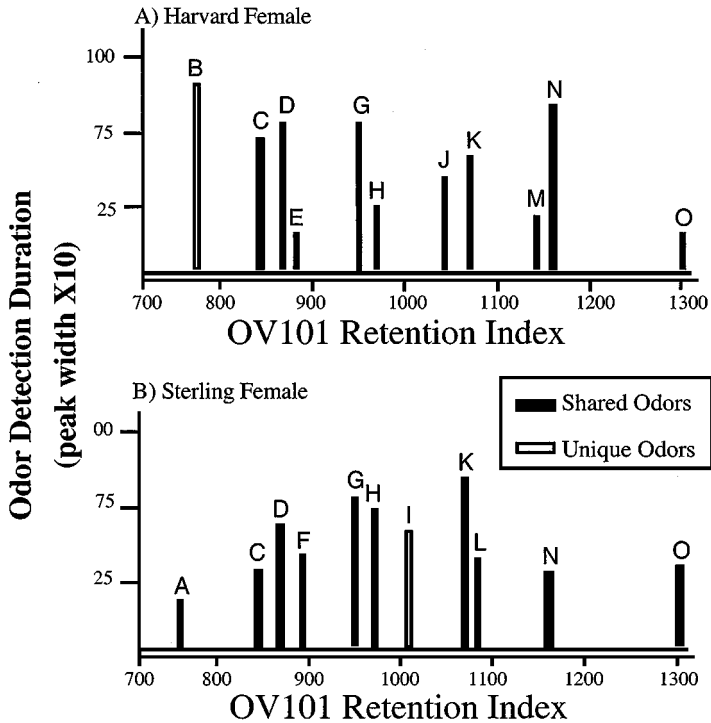 A) Harvard Female
100
75
25
B C D E G H J K M N O
700 800 900 1000 1100 1200 1300
OV101 Retention Index
Odor Detection Duration
(peak width X10)
B) Sterling Female
Shared Odors
Unique Odors
00
75
25
A C D F G H I K L N O
700 800 900 1000 1100 1200 1300
OV101 Retention Index